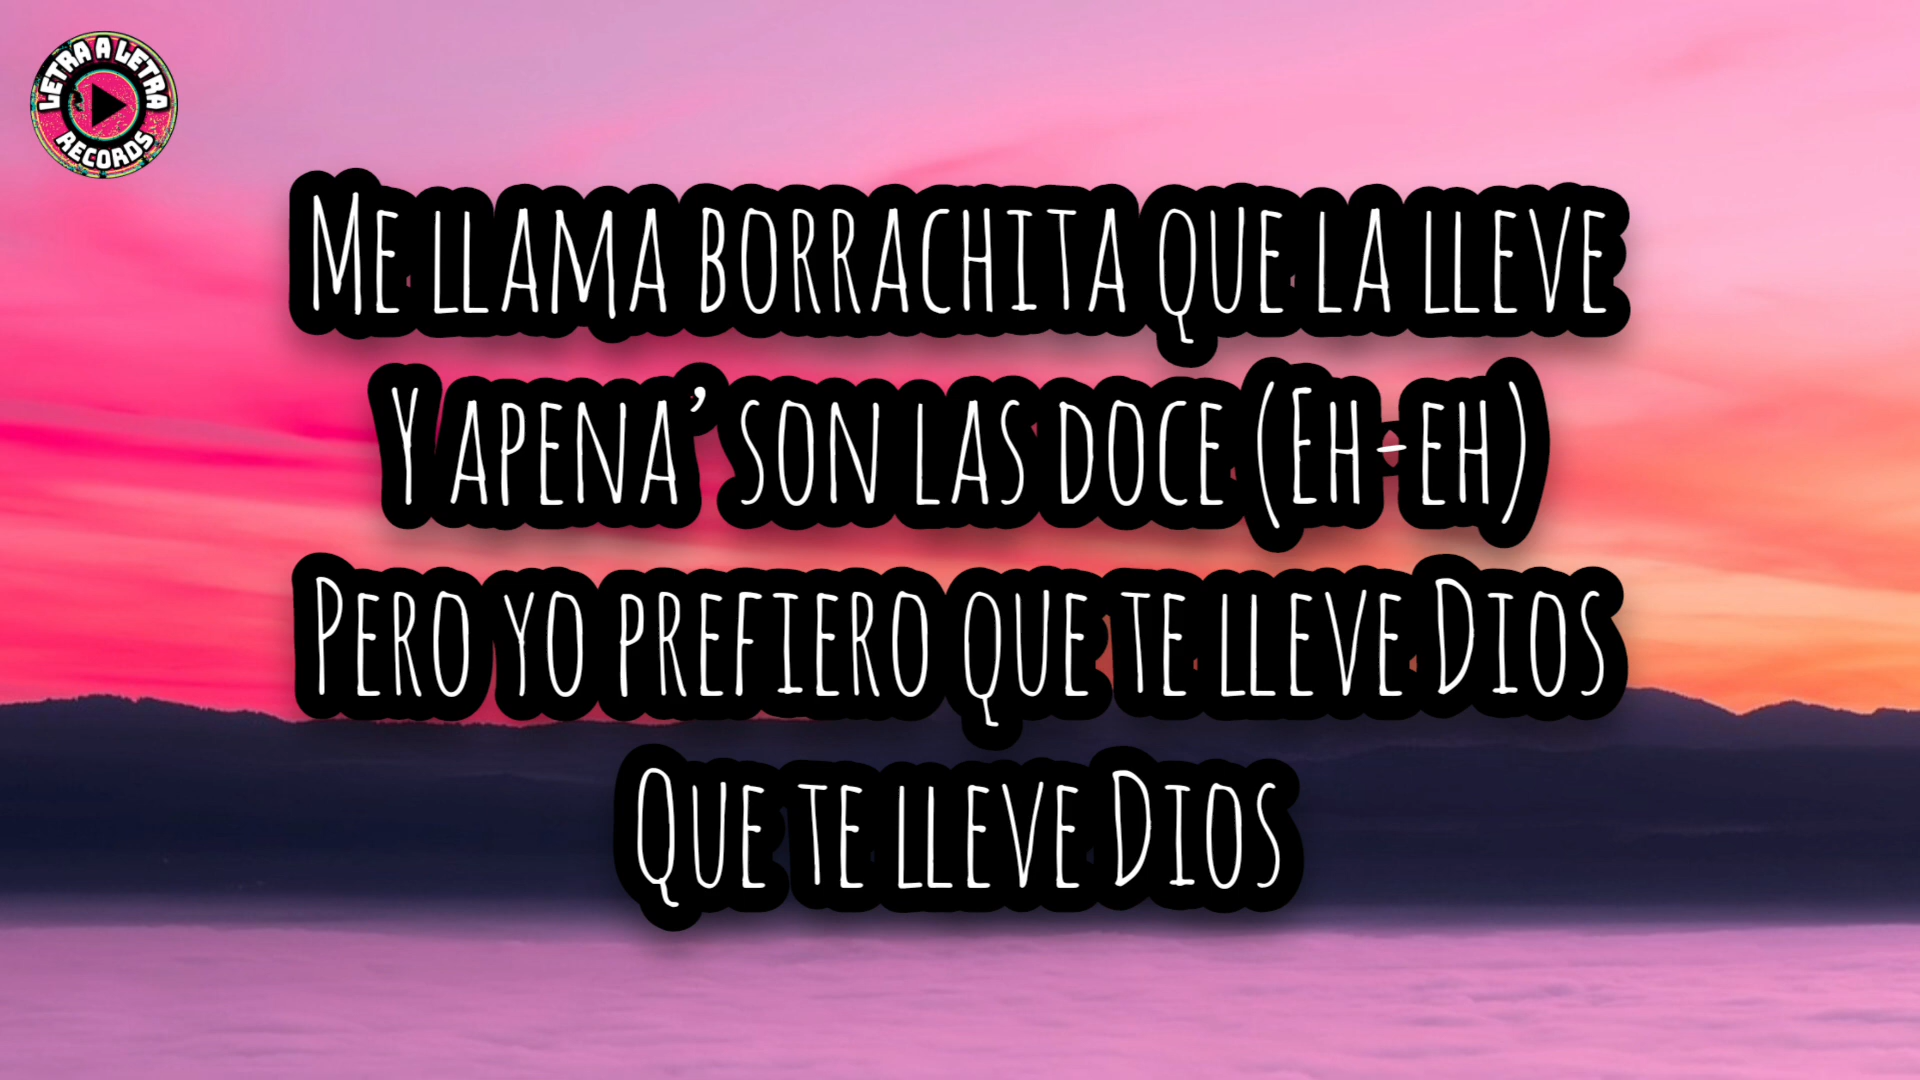 LETRA A LETRA
RECORDS
ME LLAMA BORRACHITA QUE LA LLEVE
Y APENA’ SON LAS DOCE (EH-EH)
PERO YO PREFIERO QUE TE LLEVE DIOS
QUE TE LLEVE DIOS